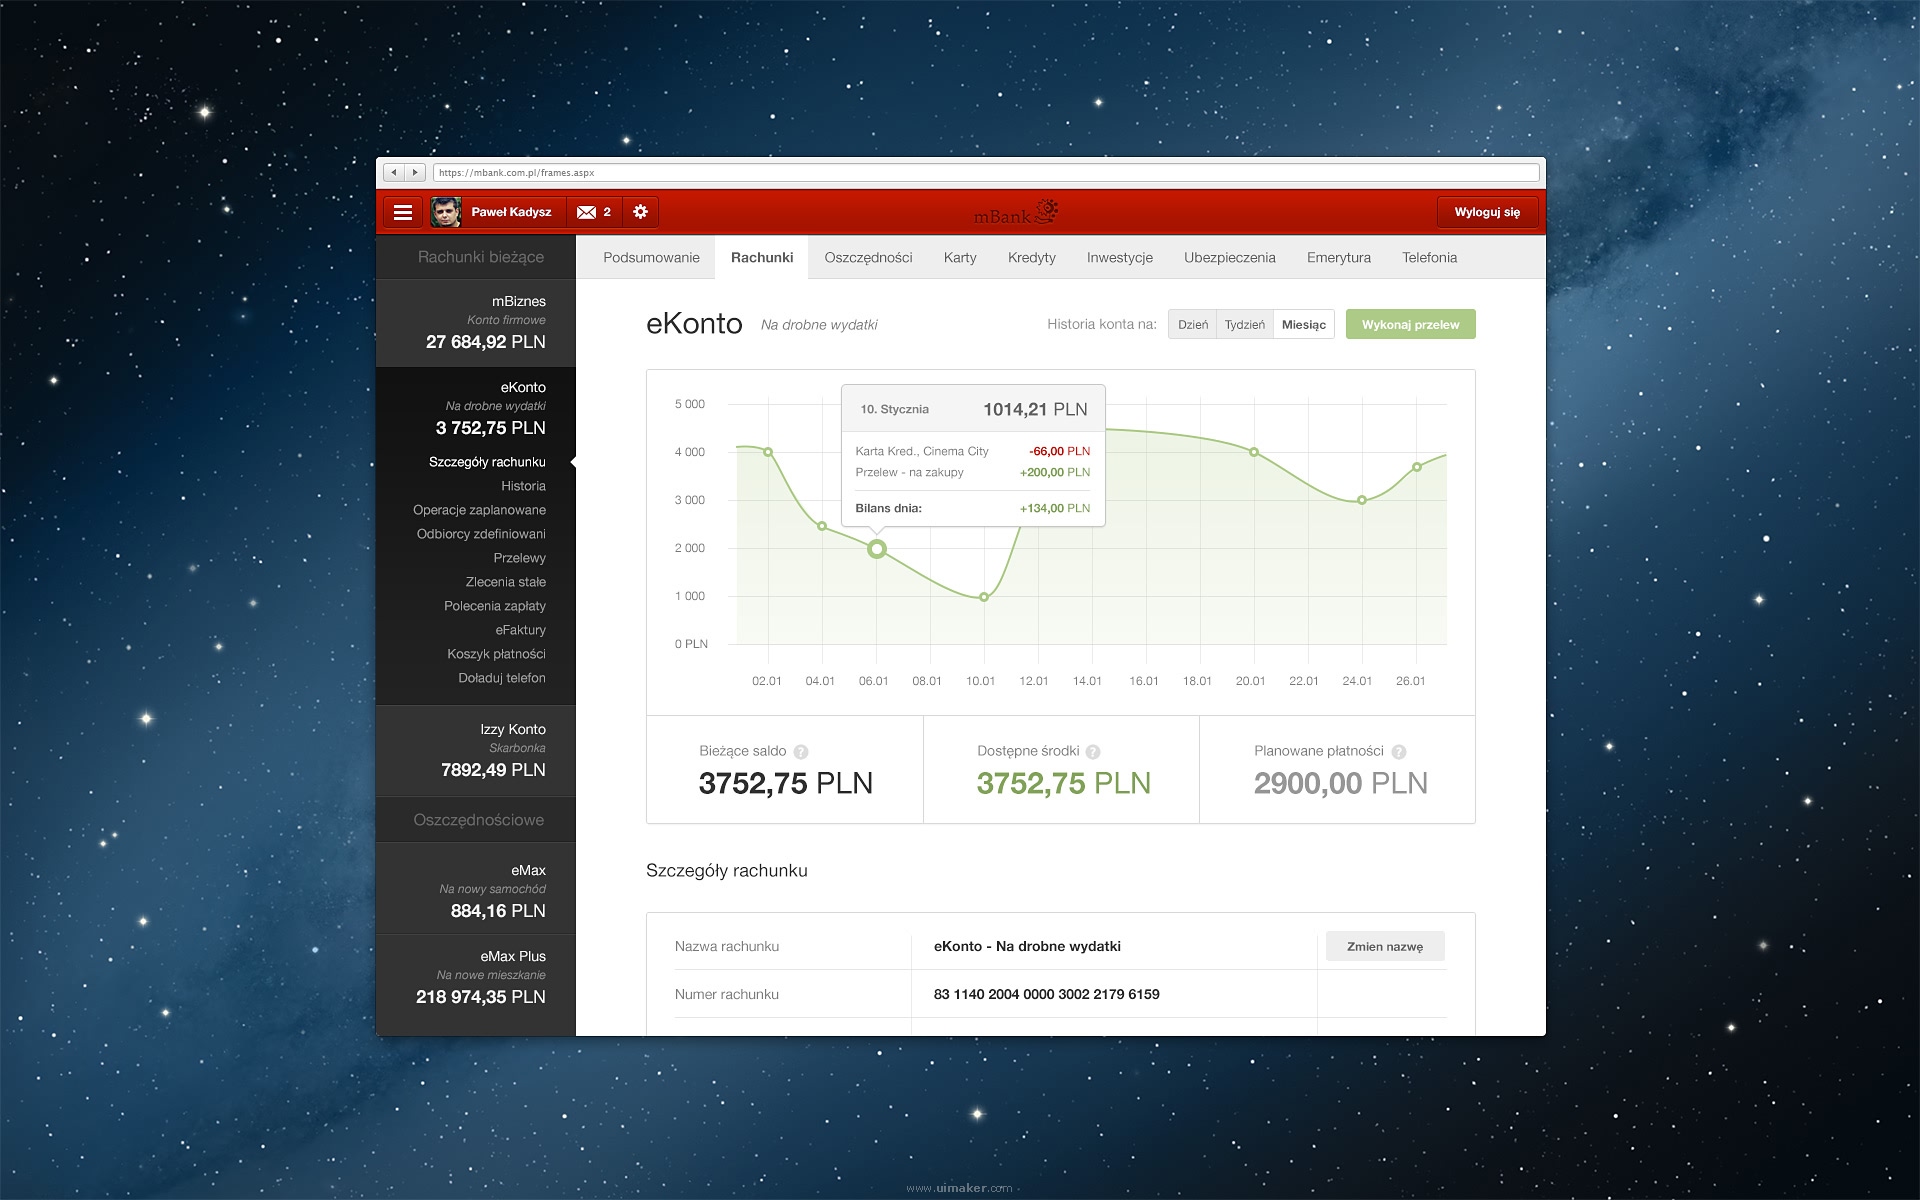 https://mbank.com.pl/frames.aspx
Paweł Kadysz
2
mBank
Wyloguj się
Rachunki bieżące
mBiznes
Konto firmowe
27 684,92 PLN
eKonto
Na drobne wydatki
3 752,75 PLN
Szczegóły rachunku
Historia
Operacje zaplanowane
Odbiorcy zdefiniowani
Przelewy
Zlecenia stałe
Polecenia zapłaty
eFaktury
Koszyk płatności
Doładuj telefon
Izzy Konto
Skarbonka
7892,49 PLN
Oszczędnościowe
eMax
Na nowy samochód
884,16 PLN
eMax Plus
Na nowe mieszkanie
218 974,35 PLN
Podsumowanie Rachunki Oszczędności Karty Kredyty Inwestycje Ubezpieczenia Emerytura Telefonia
eKonto Na drobne wydatki Historia konta na: Dzień Tydzień Miesiąc Wykonaj przelew
5 000
4 000
3 000
2 000
1 000
0 PLN
10. Stycznia 1014,21 PLN
Karta Kred., Cinema City -66,00 PLN
Przelew - na zakupy +200,00 PLN
Bilans dnia: +134,00 PLN
02.01 04.01 06.01 08.01 10.01 12.01 14.01 16.01 18.01 20.01 22.01 24.01 26.01
Bieżące saldo ?
3752,75 PLN
Dostępne środki ?
3752,75 PLN
Planowane płatności ?
2900,00 PLN
Szczegóły rachunku
Nazwa rachunku eKonto - Na drobne wydatki Zmien nazwę
Numer rachunku 83 1140 2004 0000 3002 2179 6159
www.uimaker.com